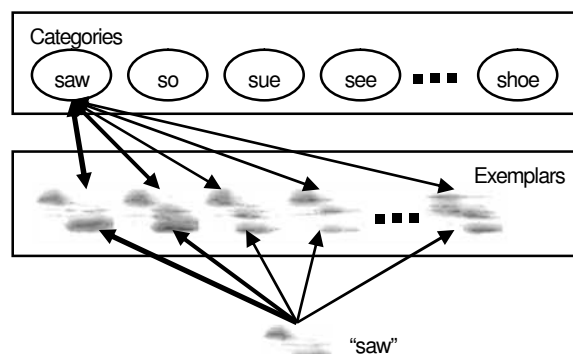 Categories
saw so sue see ■ ■ ■ shoe
Exemplars
■ ■ ■
"saw"